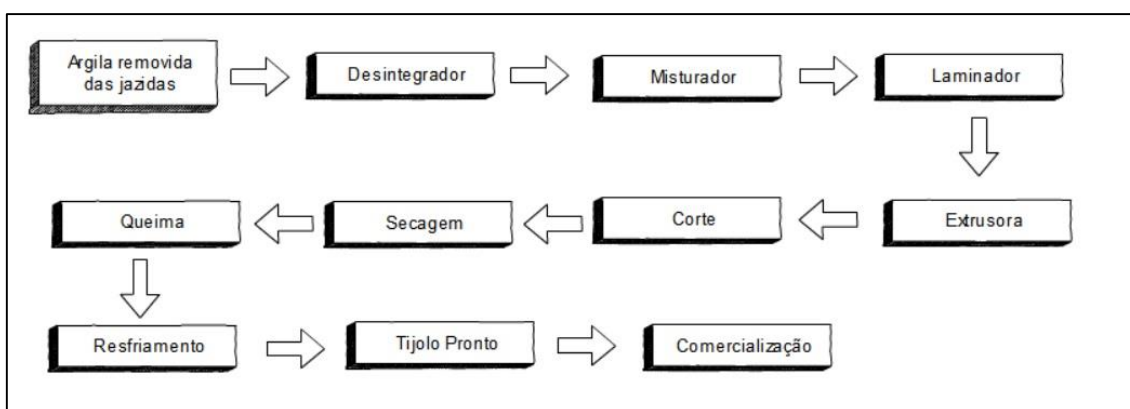 Argila removida
das jazidas
Desintegrador
Misturador
Laminador
Extrusora
Corte
Secagem
Queima
Resfriamento
Tijolo Pronto
Comercialização